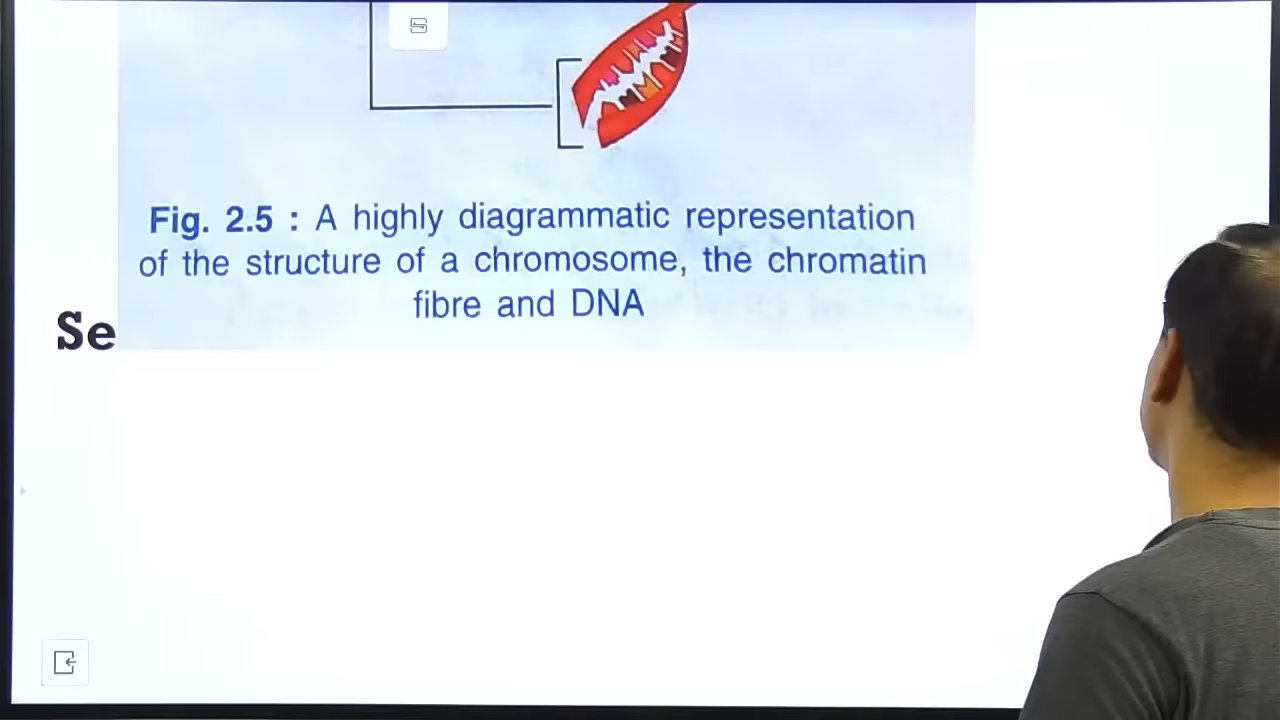 Fig. 2.5 : A highly diagrammatic representation
of the structure of a chromosome, the chromatin
fibre and DNA
Se